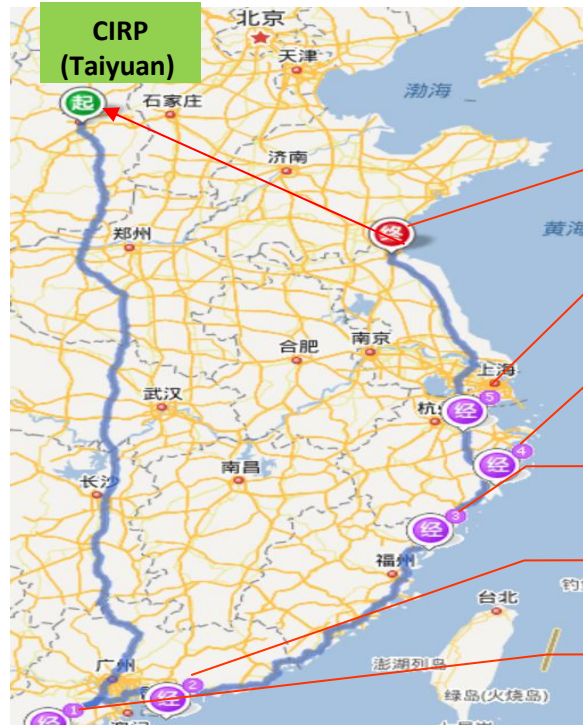 CIRP
(Taiyuan)
北京
天津
渤海
起
石家庄
济南
终
黄海
郑州
南京
合肥
上海
5
杭
经
武汉
4
经
南昌
长沙
3
经
福州
钓
台北
广州
2
经
澎湖列岛
绿岛(火烧岛)
1
经